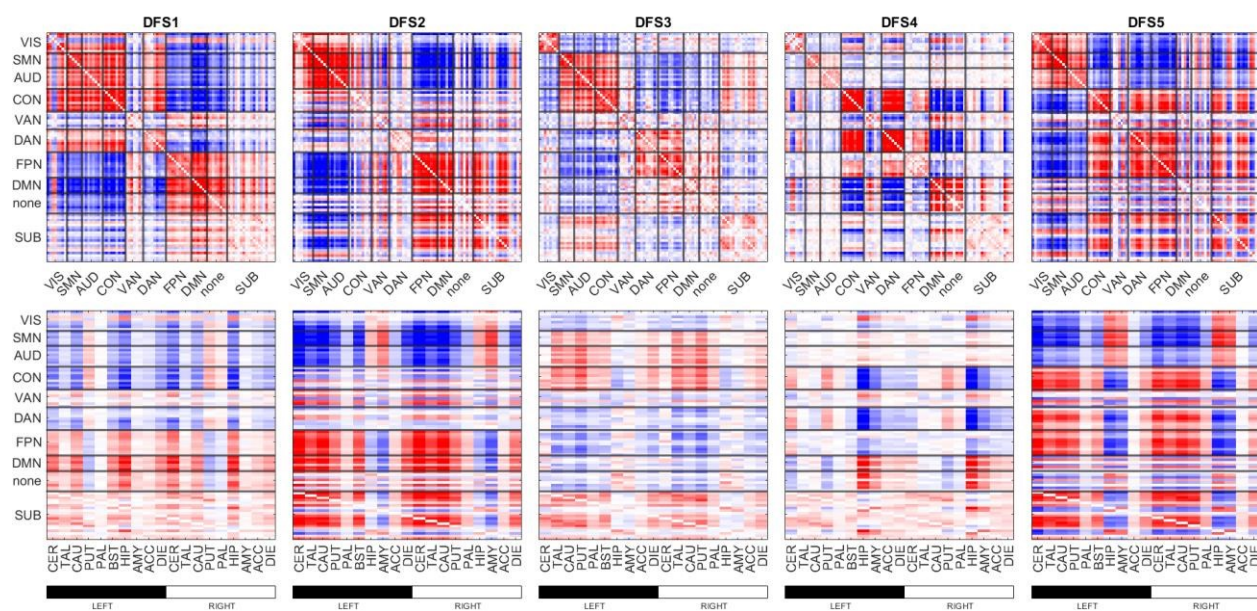 DFS1 DFS2 DFS3 DFS4 DFS5
VIS
SMN
AUD
CON
VAN
DAN
FPN
DMN
none
SUB
VIS SMN AUD CON VAN DAN FPN DMN none SUB VIS SMN AUD CON VAN DAN FPN DMN none SUB VIS SMN AUD CON VAN DAN FPN DMN none SUB VIS SMN AUD CON VAN DAN FPN DMN none SUB VIS SMN AUD CON VAN DAN FPN DMN none SUB
VIS
SMN
AUD
CON
VAN
DAN
FPN
DMN
none
SUB
CER TAL CAU PUT PAL BST HIP AMY ACC DIE CER TAL CAU PUT PAL HIP AMY ACC DIE CER TAL CAU PUT PAL BST HIP AMY ACC DIE CER TAL CAU PUT PAL HIP AMY ACC DIE CER TAL CAU PUT PAL BST HIP AMY ACC DIE CER TAL CAU PUT PAL HIP AMY ACC DIE CER TAL CAU PUT PAL BST HIP AMY ACC DIE CER TAL CAU PUT PAL HIP AMY ACC DIE CER TAL CAU PUT PAL BST HIP AMY ACC DIE CER TAL CAU PUT PAL HIP AMY ACC DIE
LEFT RIGHT LEFT RIGHT LEFT RIGHT LEFT RIGHT LEFT RIGHT